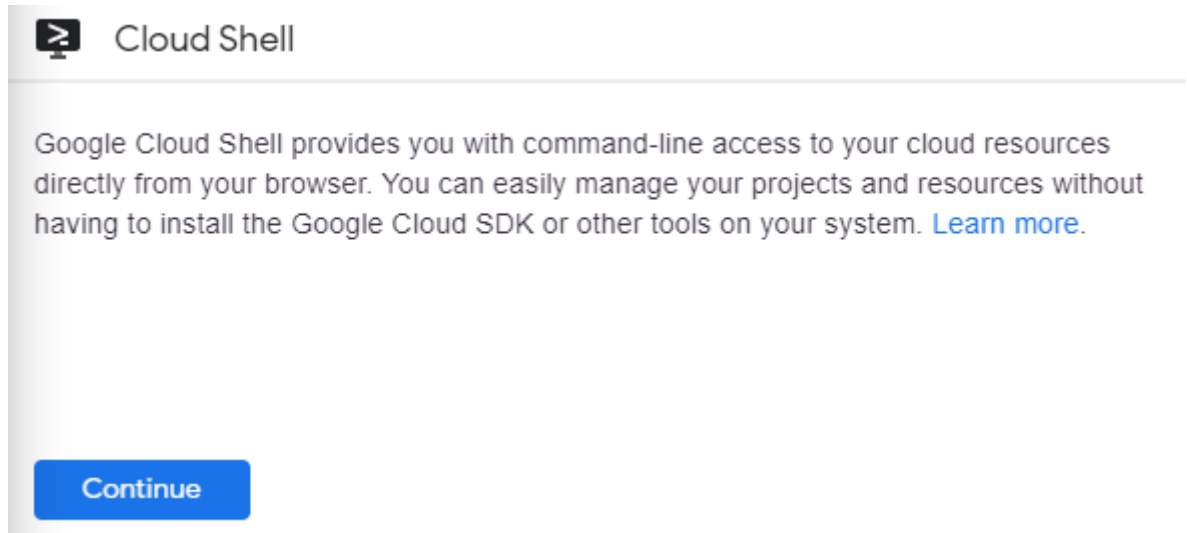 Cloud Shell
Google Cloud Shell provides you with command-line access to your cloud resources
directly from your browser. You can easily manage your projects and resources without
having to install the Google Cloud SDK or other tools on your system. Learn more.
Continue